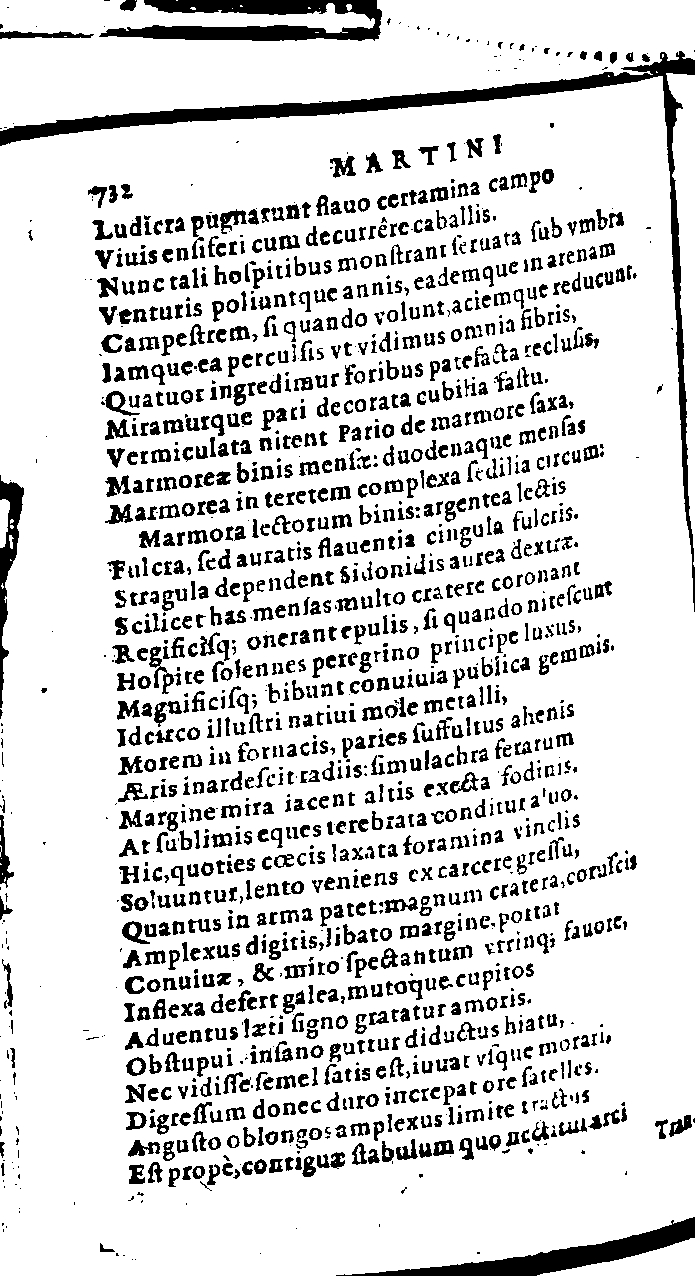 732
MARTINI
Ludicra pugnarunt flauo certamina campo
Viuis enſiferi cum decurrêre caballis.
Nunc tali hoſpitibus monſtrant ſeruata ſub vmbra
Venturis poliuntque annis, eademque in arenam
Campeſtrem, ſi quando volunt, aciemque reducunt.
Iamque ea perculſis vt vidimus omnia fibris,
Quatuor ingredimur foribus patefacta recluſis,
Miramurque pari decorata cubilia faſtu.
Vermiculata nitent Pario de marmore ſaxa,
Marmoreæ binis menſæ: duodenaque menſas
Marmorea in teretem complexa ſedilia circum:
Marmora lectorum binis: argentea lectis
Fulcra, ſed auratis flauentia cingula fulcris.
Stragula dependent Sidonidis aurea dextræ.
Scilicet has menſas multo cratere coronant
Regificiſq; onerant epulis, ſi quando niteſcunt
Hoſpite ſolennes peregrino principe luxus,
Magnificiſq; bibunt conuiuia publica gemmis.
Idcirco illuſtri natiui mole metalli,
Morem in fornacis, paries ſuffultus ahenis
Æris inardeſcit radiis: ſimulachra ferarum
Margine mira iacent altis execta fodinis.
At ſublimis eques terebrata conditur aluo.
Hic, quoties cœcis laxata foramina vinclis
Soluuntur, lento veniens ex carcere greſſu,
Quantus in arma patet: magnum cratera, coruſcis
Amplexus digitis, libato margine, portat
Conuiuæ, & miro ſpectantum vtrinq; fauore,
Inflexa defert galea, mutoque cupitos
Aduentus læti ſigno gratatur amoris.
Obſtupui inſano guttur diductus hiatu,
Nec vidiſſe ſemel ſatis eſt, iuuat vſque morari,
Digreſſum donec duro increpat ore ſatelles.
Anguſto oblongos amplexus limite tractus
Eſt propè, contiguæ ſtabulum quo nectitur arci